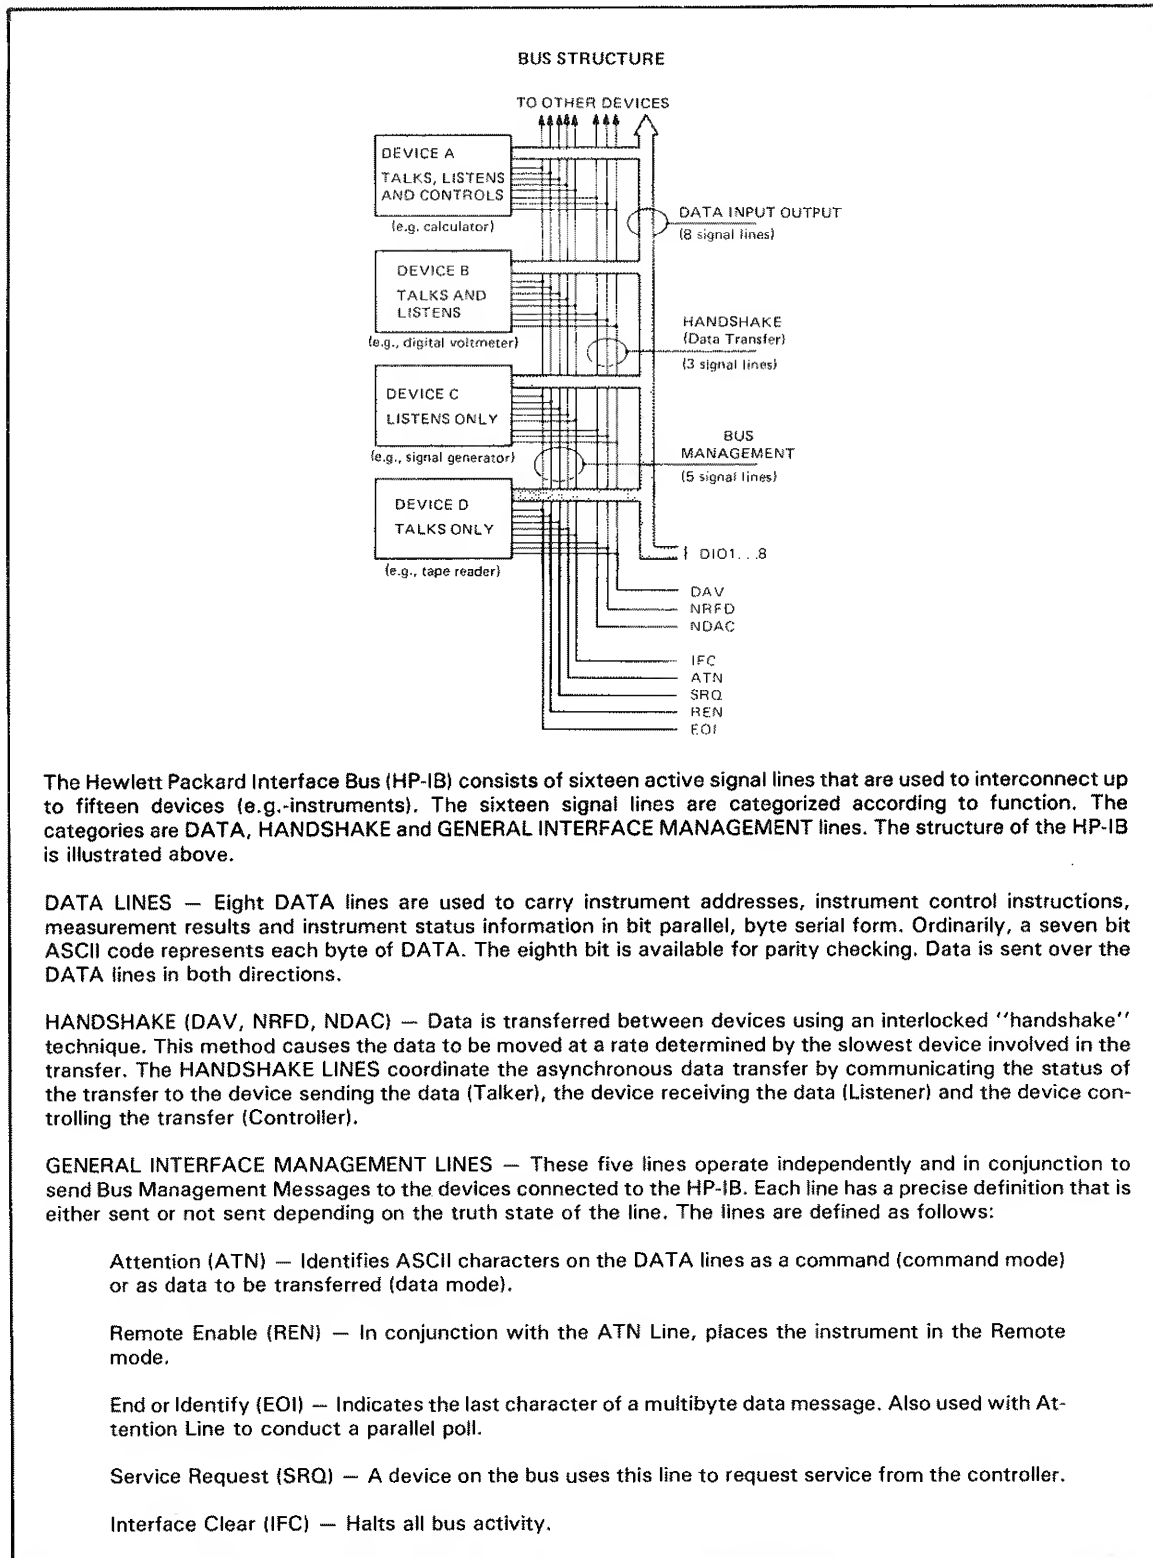 BUS STRUCTURE
TO OTHER DEVICES
DEVICE A
TALKS, LISTENS
AND CONTROLS
(e.g. calculator)
DATA INPUT OUTPUT
(8 signal lines)
DEVICE B
TALKS AND
LISTENS
(e.g., digital voltmeter)
HANDSHAKE
(Data Transfer)
(3 signal lines)
DEVICE C
LISTENS ONLY
(e.g., signal generator)
BUS
MANAGEMENT
(5 signal lines)
DEVICE D
TALKS ONLY
(e.g., tape reader)
DIO1...8
DAV
NRFD
NDAC
IFC
ATN
SRQ
REN
EOI
The Hewlett Packard Interface Bus (HP-IB) consists of sixteen active signal lines that are used to interconnect up
to fifteen devices (e.g.-instruments). The sixteen signal lines are categorized according to function. The
categories are DATA, HANDSHAKE and GENERAL INTERFACE MANAGEMENT lines. The structure of the HP-IB
is illustrated above.
DATA LINES — Eight DATA lines are used to carry instrument addresses, instrument control instructions,
measurement results and instrument status information in bit parallel, byte serial form. Ordinarily, a seven bit
ASCII code represents each byte of DATA. The eighth bit is available for parity checking. Data is sent over the
DATA lines in both directions.
HANDSHAKE (DAV, NRFD, NDAC) — Data is transferred between devices using an interlocked ''handshake''
technique. This method causes the data to be moved at a rate determined by the slowest device involved in the
transfer. The HANDSHAKE LINES coordinate the asynchronous data transfer by communicating the status of
the transfer to the device sending the data (Talker), the device receiving the data (Listener) and the device con-
trolling the transfer (Controller).
GENERAL INTERFACE MANAGEMENT LINES — These five lines operate independently and in conjunction to
send Bus Management Messages to the devices connected to the HP-IB. Each line has a precise definition that is
either sent or not sent depending on the truth state of the line. The lines are defined as follows:
Attention (ATN) — Identifies ASCII characters on the DATA lines as a command (command mode)
or as data to be transferred (data mode).
Remote Enable (REN) — In conjunction with the ATN Line, places the instrument in the Remote
mode.
End or Identify (EOI) — Indicates the last character of a multibyte data message. Also used with At-
tention Line to conduct a parallel poll.
Service Request (SRQ) — A device on the bus uses this line to request service from the controller.
Interface Clear (IFC) — Halts all bus activity.